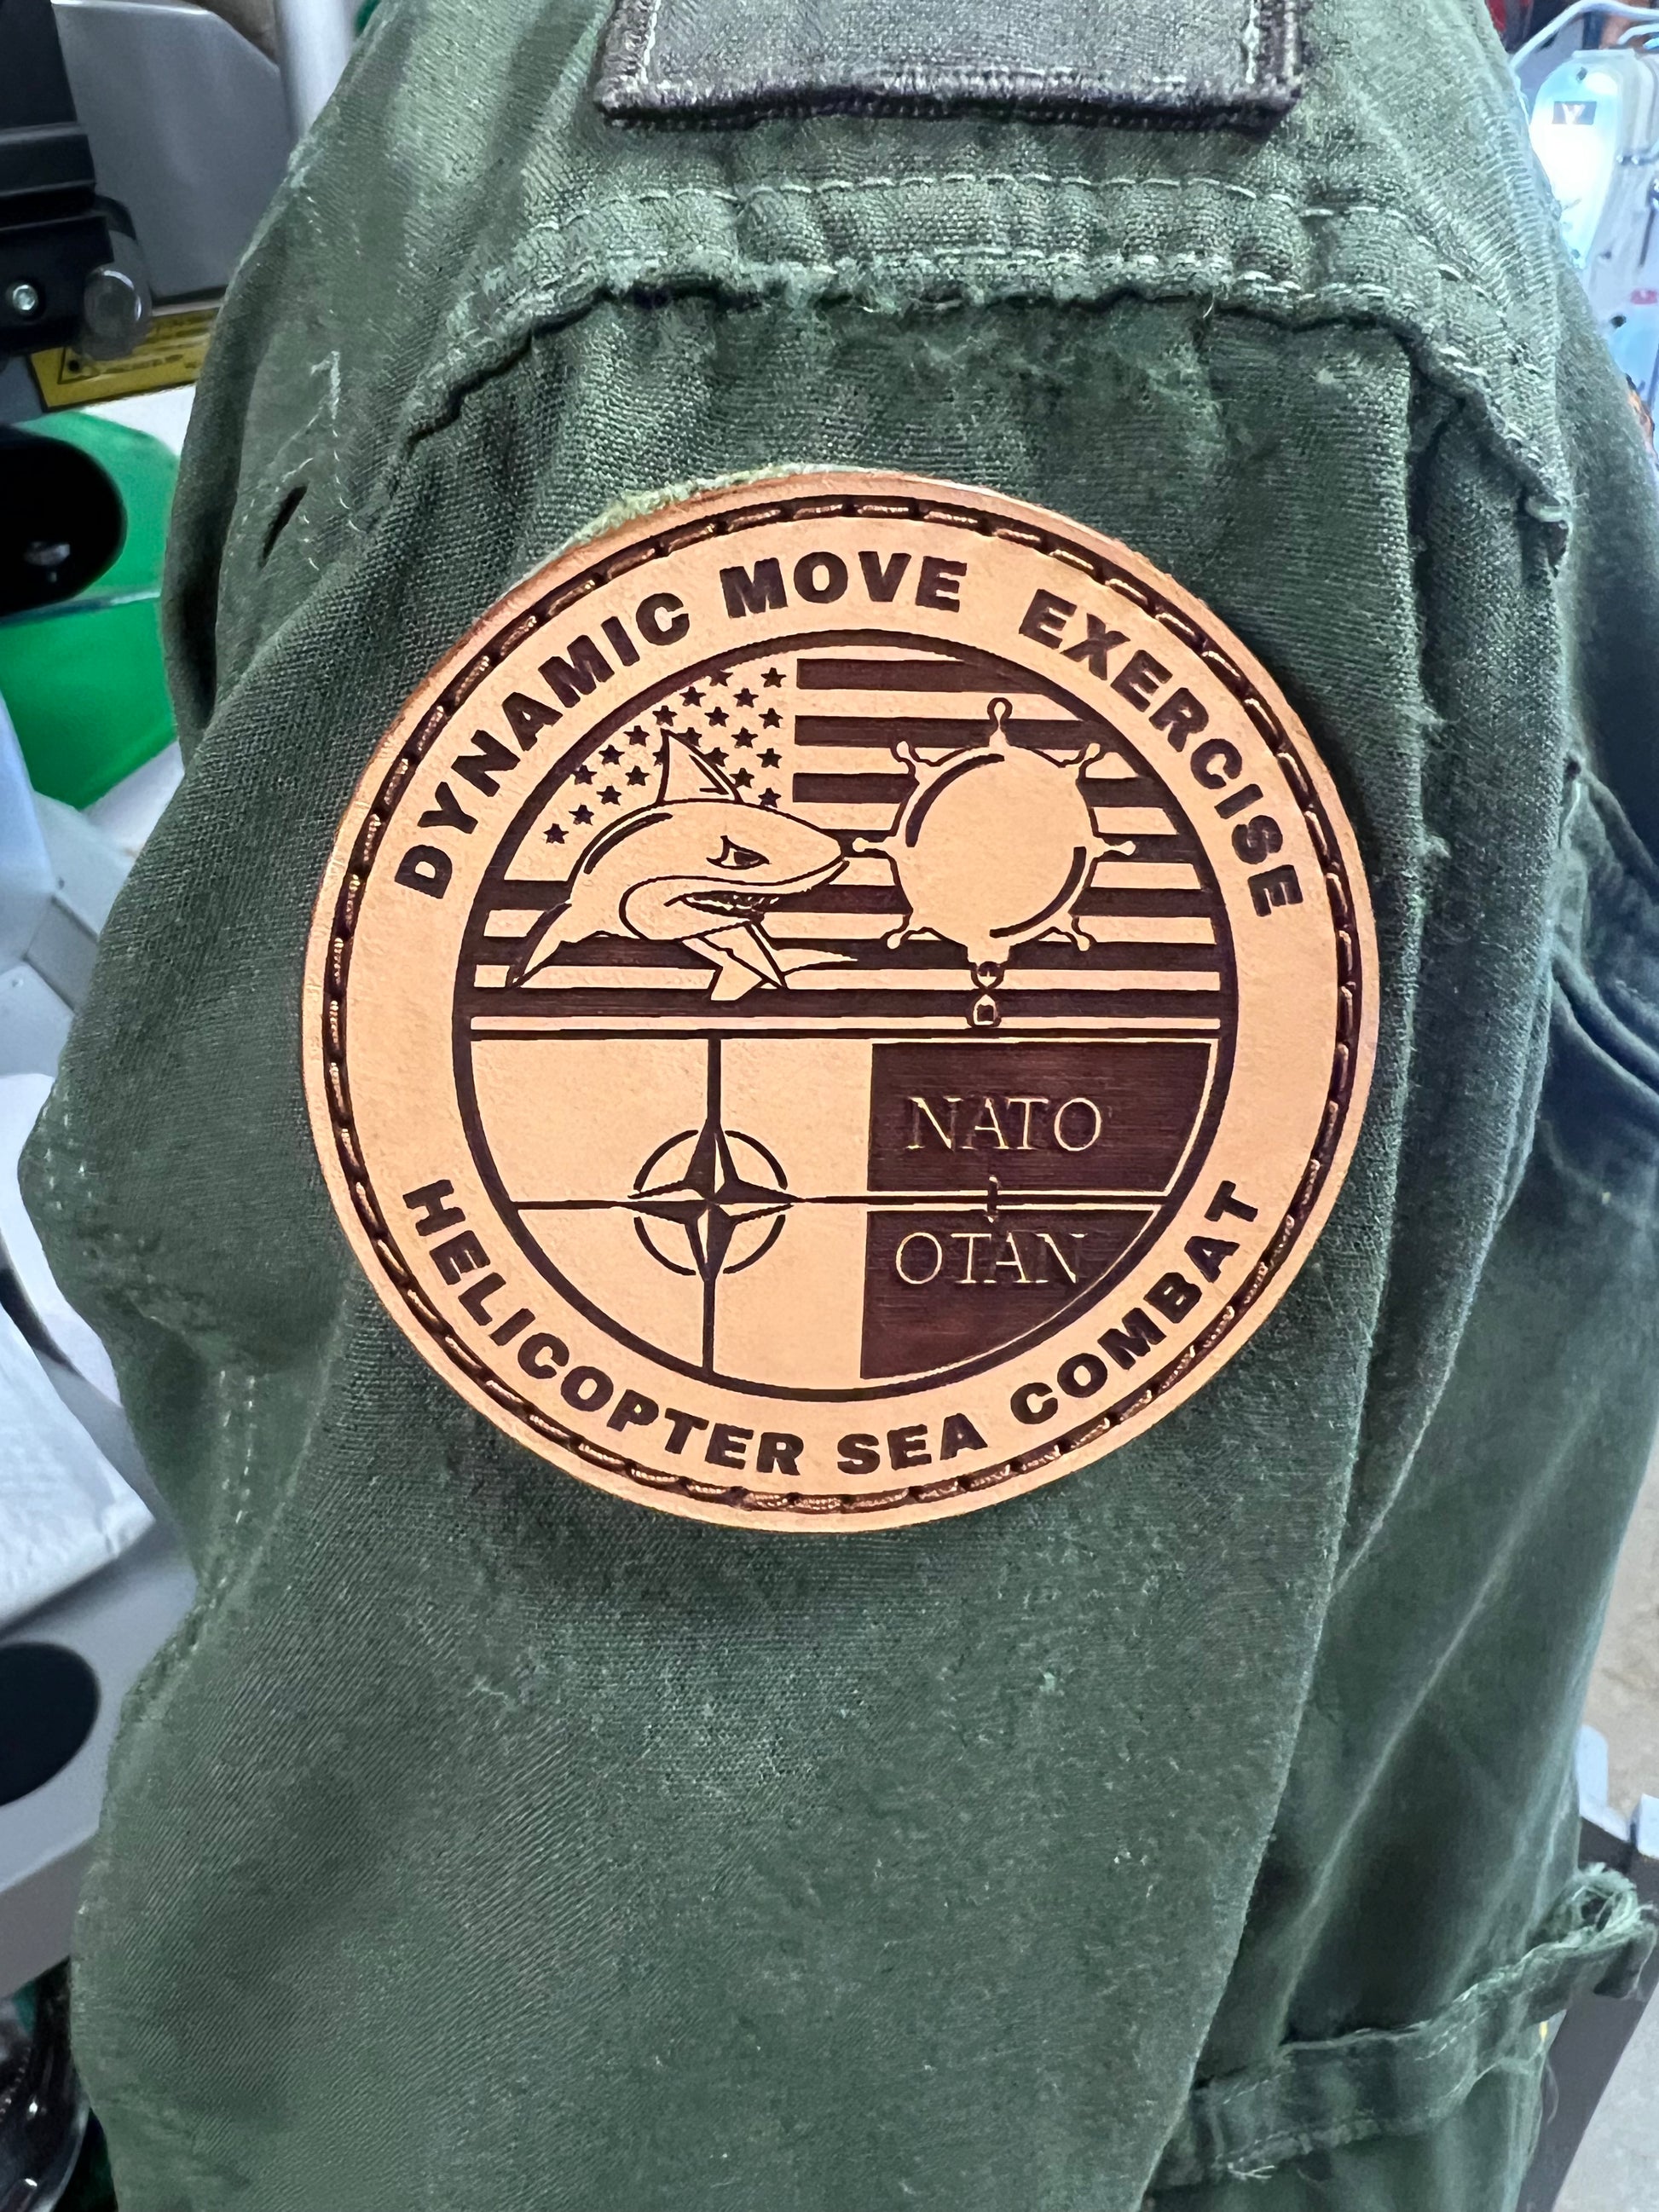 DYNAMIC MOVE EXERCISE
NATO
OTAN
HELICOPTER SEA COMBAT